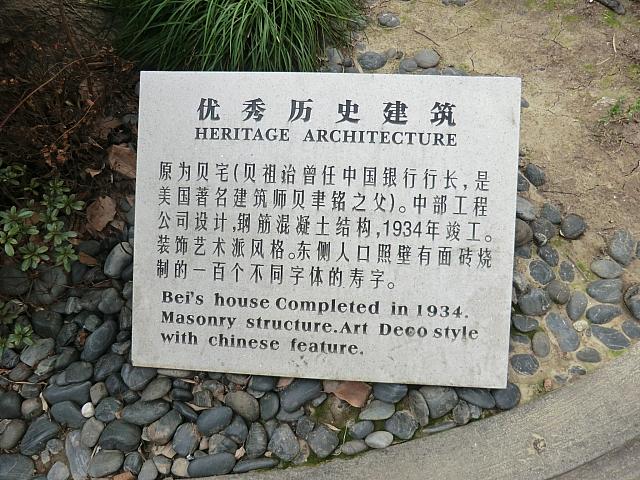 优秀历史建筑
HERITAGE ARCHITECTURE
原为贝宅(贝祖诒曾任中国银行行长,是
美国著名建筑师贝聿铭之父)。中部工程
公司设计,钢筋混凝土结构,1934年竣工。
装饰艺术派风格。东侧入口照壁有面砖烧
制的一百个不同字体的寿字。
Bei's house Completed in 1934.
Masonry structure.Art Deco style
with chinese feature.